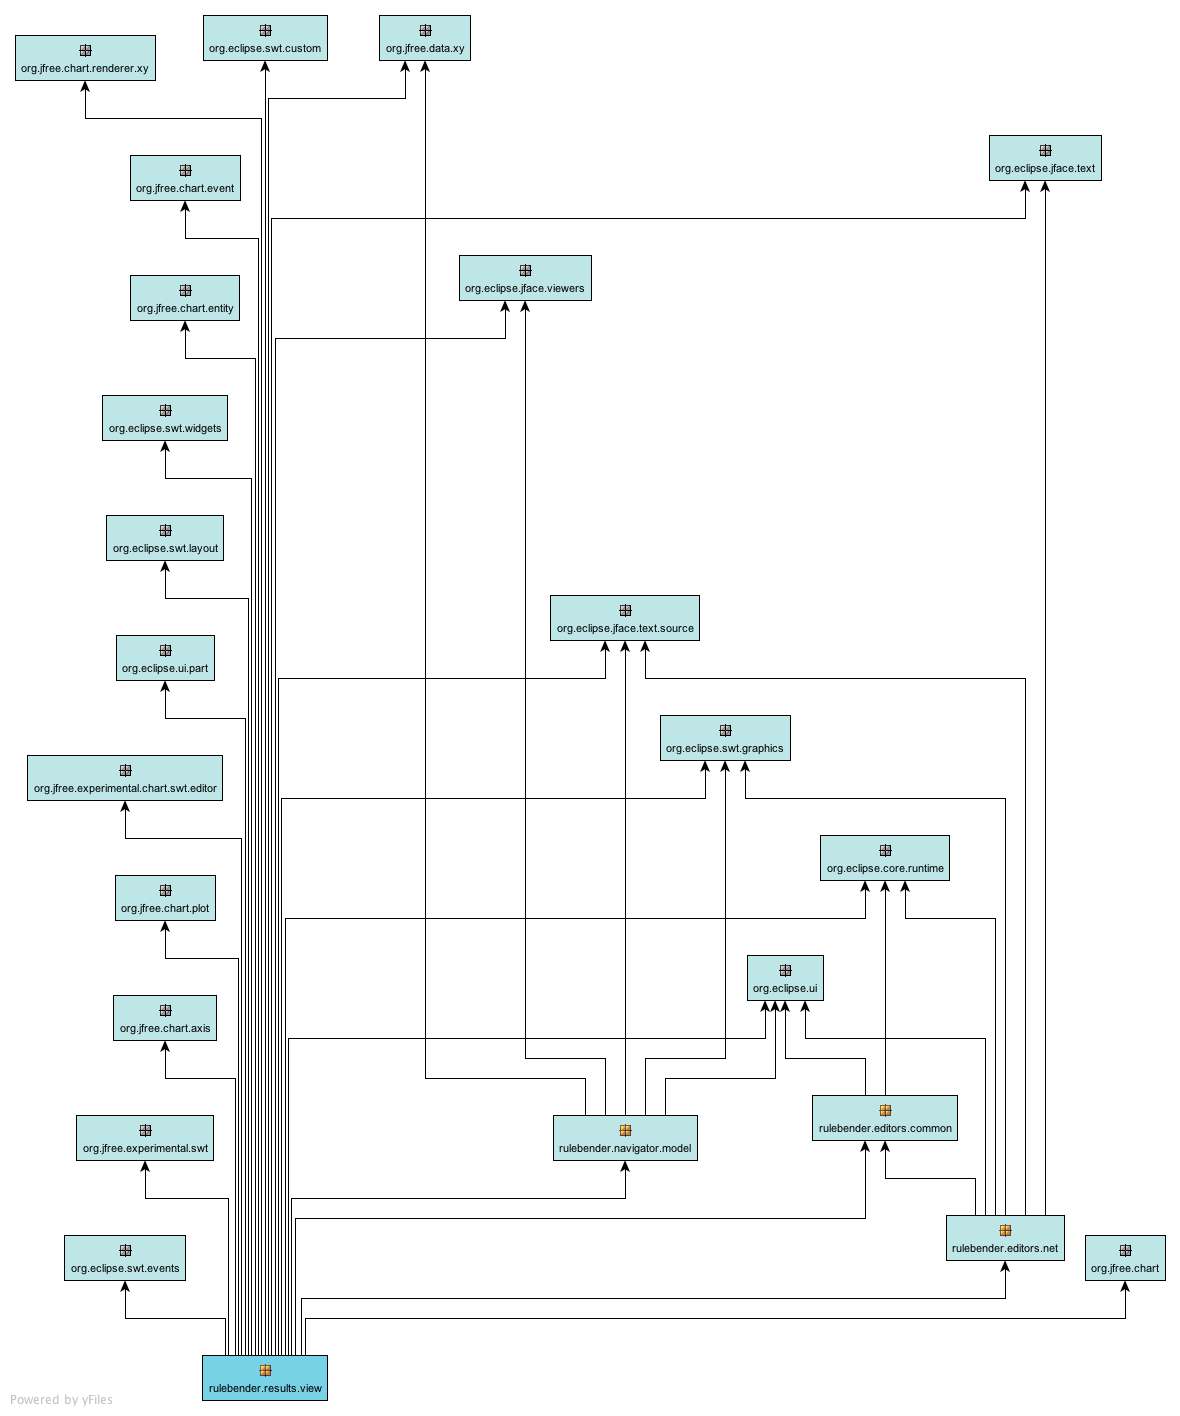 org.eclipse.swt.custom
org.jfree.data.xy
org.jfree.chart.renderer.xy
org.eclipse.jface.text
org.jfree.chart.event
org.eclipse.jface.viewers
org.jfree.chart.entity
org.eclipse.swt.widgets
org.eclipse.swt.layout
org.eclipse.jface.text.source
org.eclipse.ui.part
org.eclipse.swt.graphics
org.jfree.experimental.chart.swt.editor
org.eclipse.core.runtime
org.jfree.chart.plot
org.eclipse.ui
org.jfree.chart.axis
rulebender.editors.common
org.jfree.experimental.swt
rulebender.navigator.model
rulebender.editors.net
org.eclipse.swt.events
org.jfree.chart
rulebender.results.view
Powered by yFiles